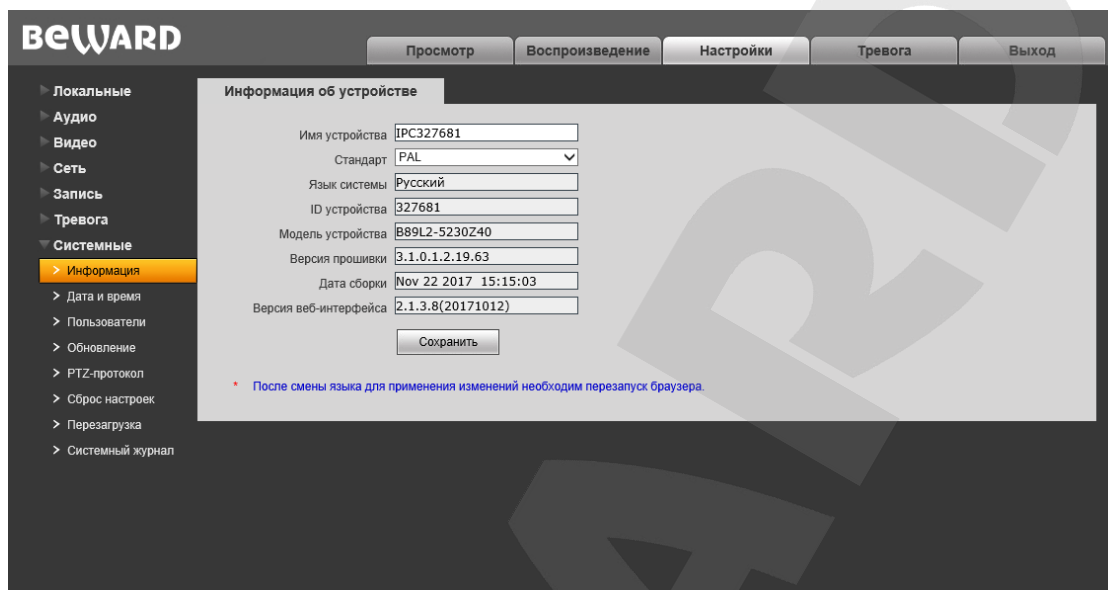 BEWARD
Просмотр Воспроизведение Настройки Тревога Выход
Локальные
Аудио
Видео
Сеть
Запись
Тревога
Системные
> Информация
> Дата и время
> Пользователи
> Обновление
> PTZ-протокол
> Сброс настроек
> Перезагрузка
> Системный журнал
Информация об устройстве
Имя устройства IPC327681
Стандарт PAL
Язык системы Русский
ID устройства 327681
Модель устройства B89L2-5230Z40
Версия прошивки 3.1.0.1.2.19.63
Дата сборки Nov 22 2017 15:15:03
Версия веб-интерфейса 2.1.3.8(20171012)
Сохранить
* После смены языка для применения изменений необходим перезапуск браузера.
ARD